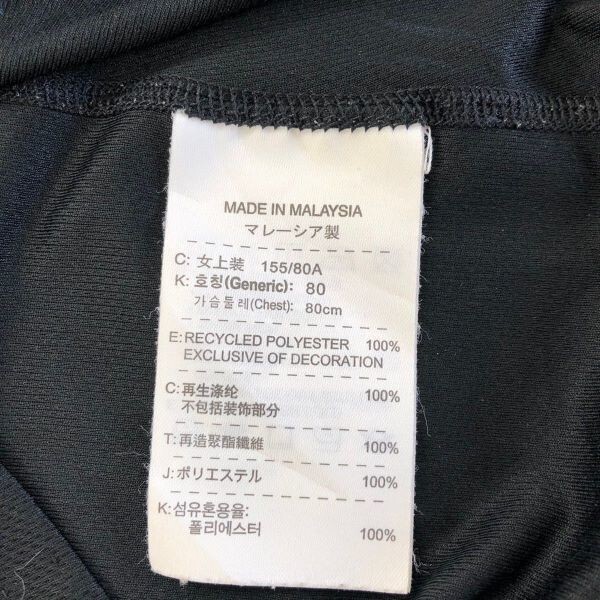 MADE IN MALAYSIA
マレーシア製
C: 女上装 155/80A
K: 호칭(Generic): 80
가슴둘레(Chest): 80cm
E: RECYCLED POLYESTER 100%
EXCLUSIVE OF DECORATION
C: 再生涤纶 100%
不包括装饰部分
T: 再造聚酯纖維 100%
J: ポリエステル 100%
K: 섬유혼용율:
폴리에스터 100%